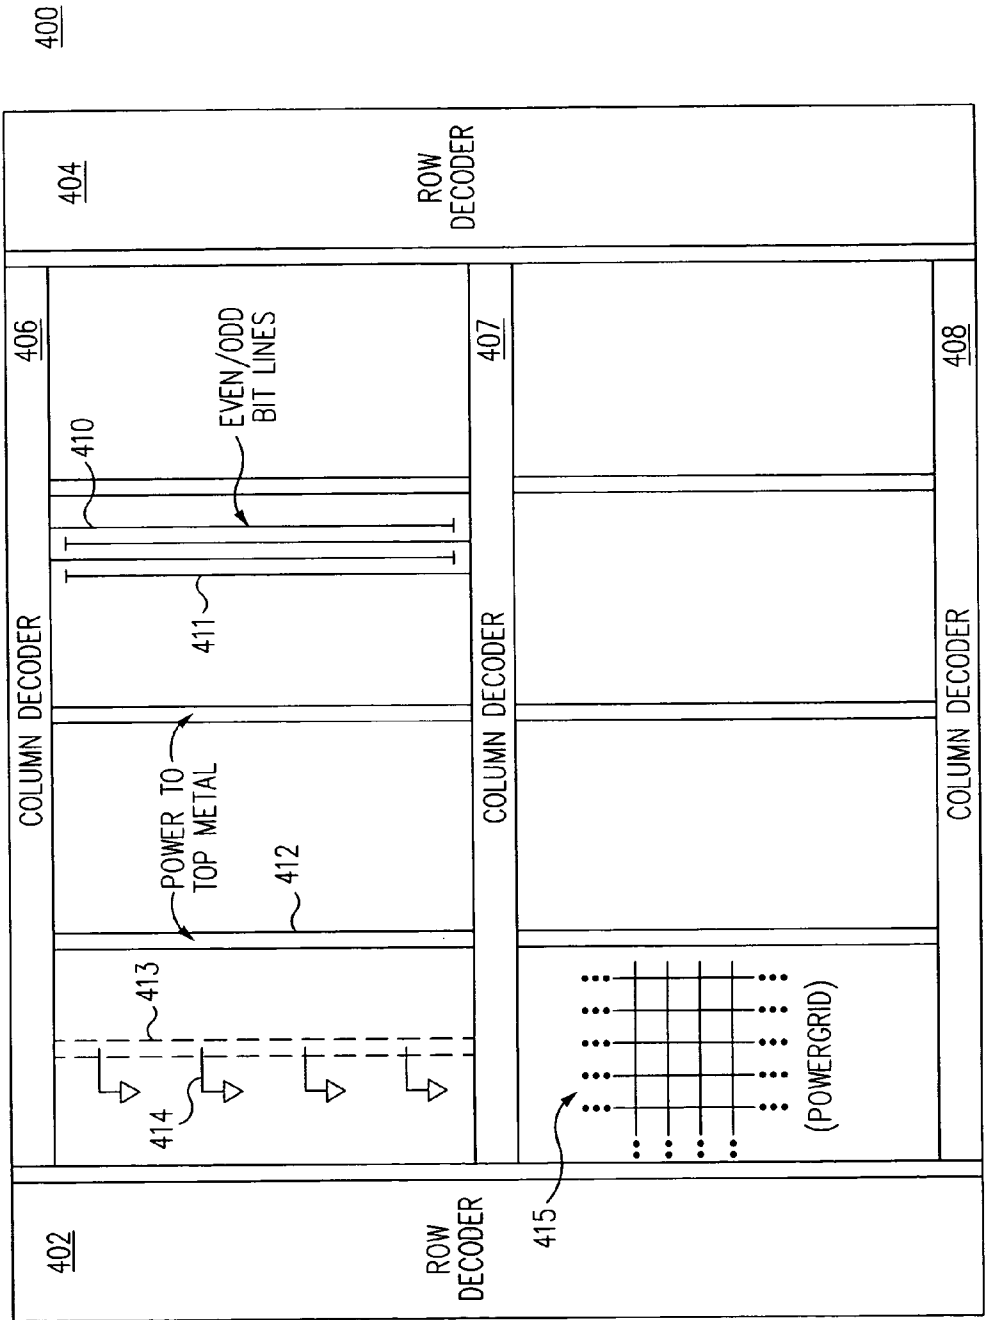 400
402
ROW
DECODER
404
ROW
DECODER
COLUMN DECODER
406
413
414
POWER TO
TOP METAL
412
411
410
EVEN/ODD
BIT LINES
COLUMN DECODER
407
415
(POWERGRID)
COLUMN DECODER
408